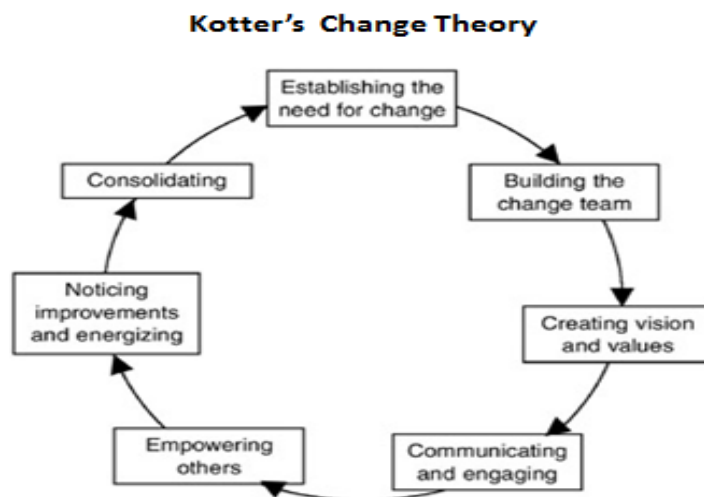 Kotter's Change Theory
Establishing the
need for change
Building the
change team
Creating vision
and values
Communicating
and engaging
Empowering
others
Noticing
improvements
and energizing
Consolidating